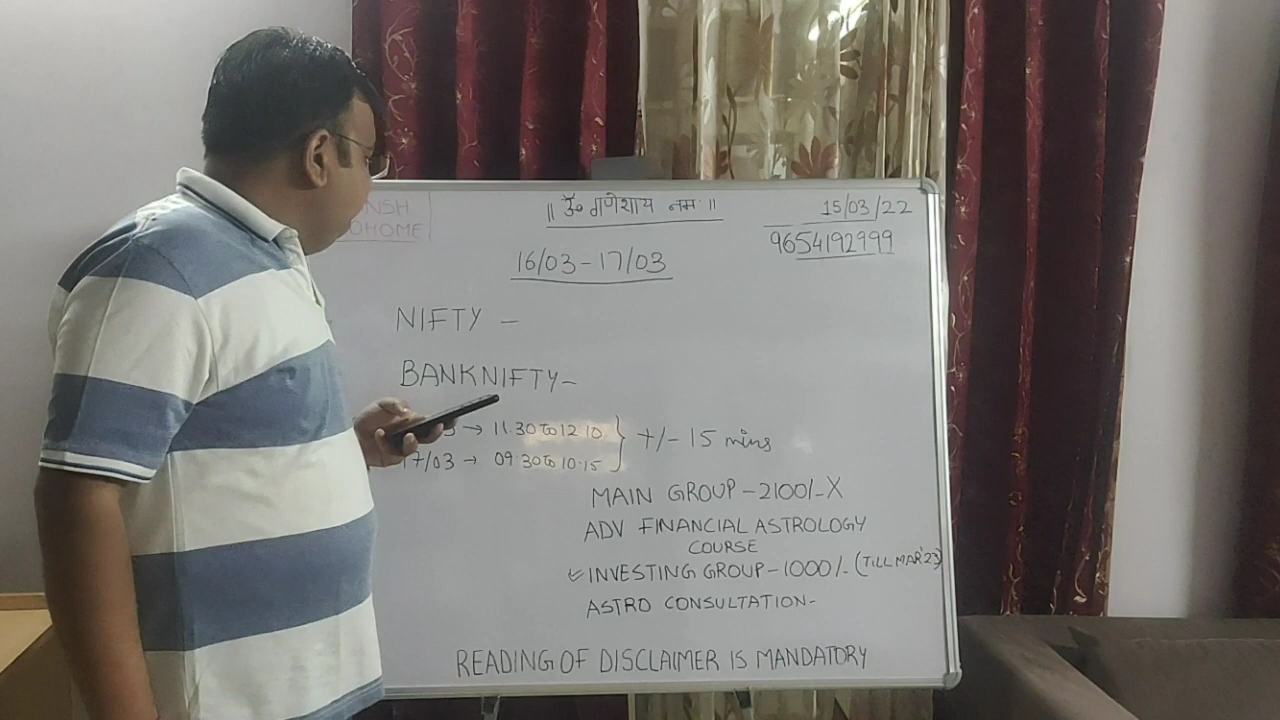 ॥ ॐ गणेशाय नमः ॥
15/03/22
9654192999
16/03-17/03
NIFTY -
BANKNIFTY-
→ 11.30 to 12.10
17/03 → 09.30 to 10.15
} +/- 15 mins
MAIN GROUP-2100/-X
ADV FINANCIAL ASTROLOGY
COURSE
INVESTING GROUP-1000/-(TILL MAR'23)
ASTRO CONSULTATION-
READING OF DISCLAIMER IS MANDATORY